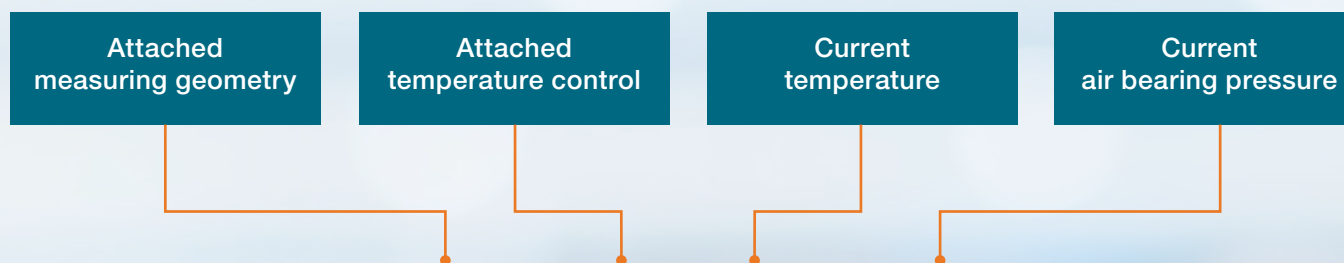 Attached
measuring geometry
Attached
temperature control
Current
temperature
Current
air bearing pressure